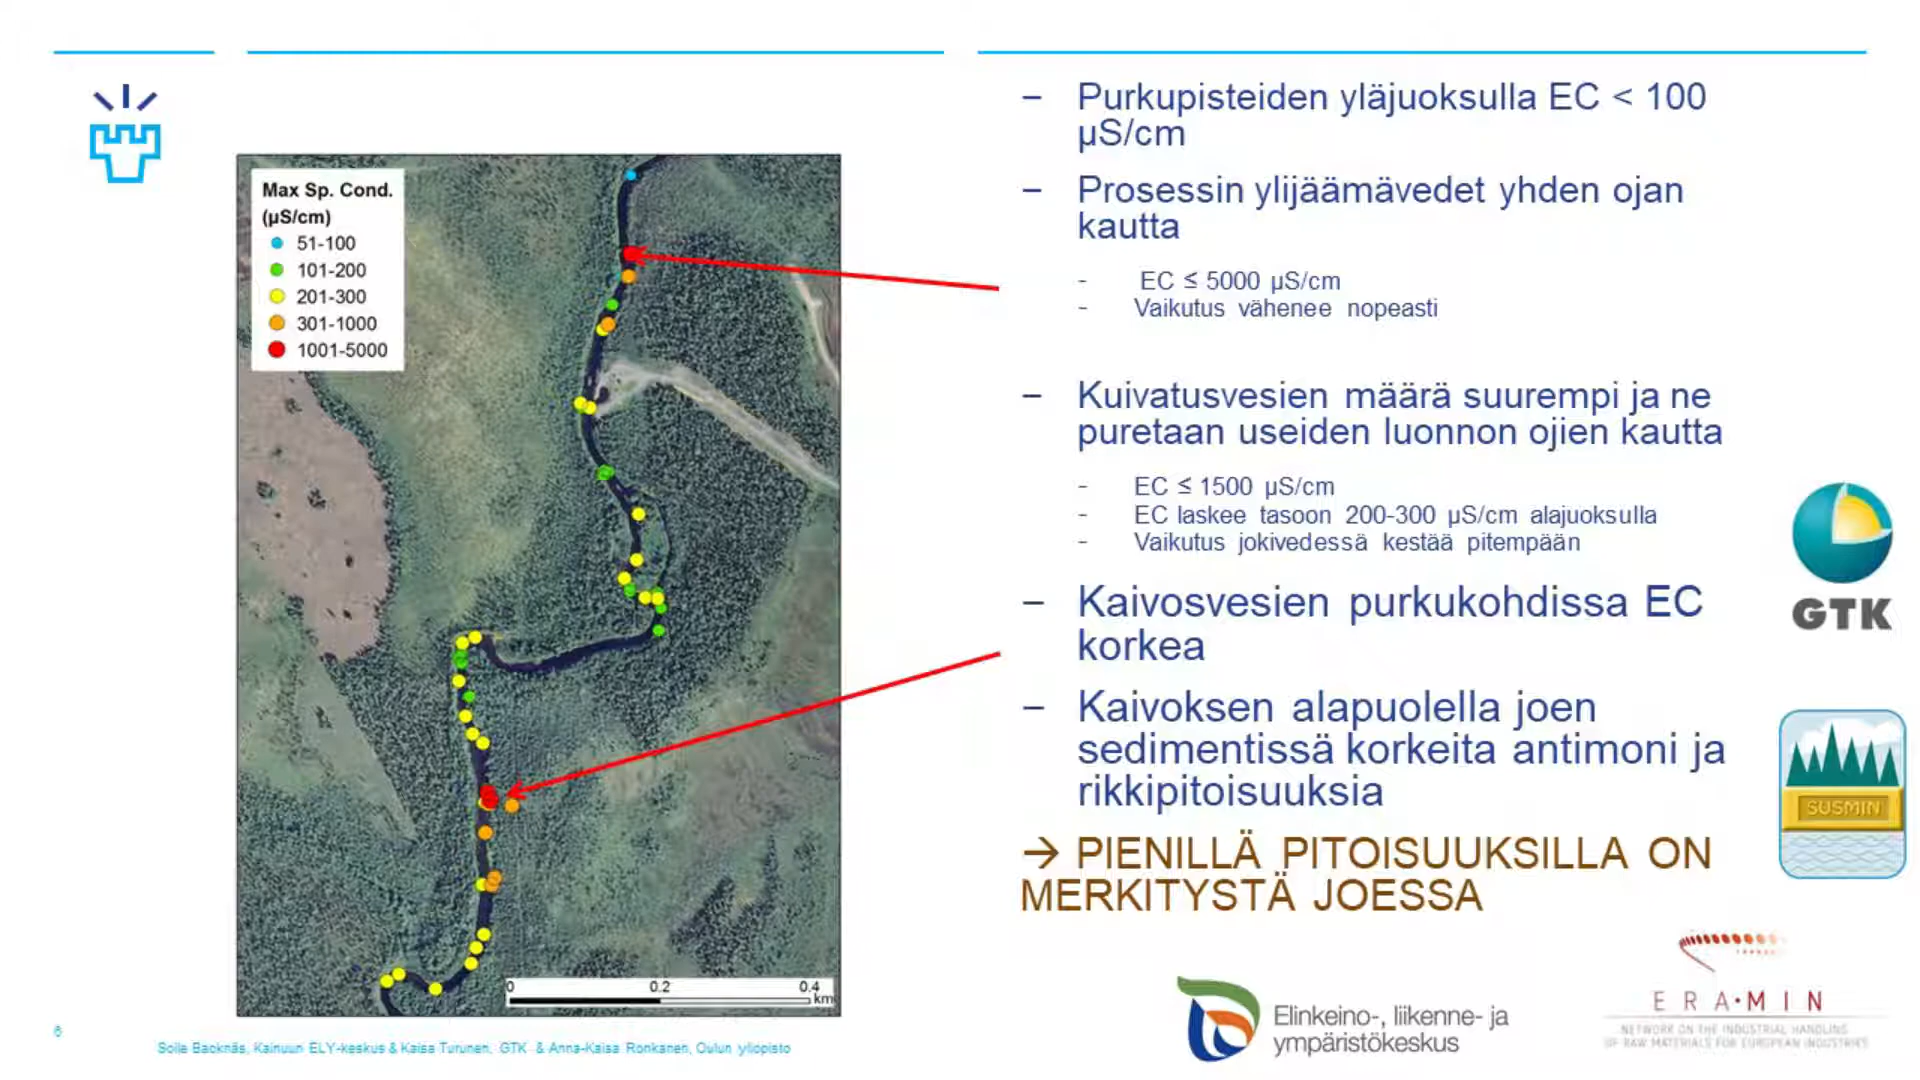 Max Sp. Cond.
(µS/cm)
51-100
101-200
201-300
301-1000
1001-5000
0 0.2 0.4
km
– Purkupisteiden yläjuoksulla EC < 100
µS/cm
– Prosessin ylijäämävedet yhden ojan
kautta
- EC ≤ 5000 µS/cm
- Vaikutus vähenee nopeasti
– Kuivatusvesien määrä suurempi ja ne
puretaan useiden luonnon ojien kautta
- EC ≤ 1500 µS/cm
- EC laskee tasoon 200-300 µS/cm alajuoksulla
- Vaikutus jokivedessä kestää pitempään
– Kaivosvesien purkukohdissa EC
korkea
– Kaivoksen alapuolella joen
sedimentissä korkeita antimoni ja
rikkipitoisuuksia
→ PIENILLÄ PITOISUUKSILLA ON
MERKITYSTÄ JOESSA
GTK
SUSMIN
Elinkeino-, liikenne- ja
ympäristökeskus
ERA•MIN
NETWORK ON THE INDUSTRIAL HANDLING
OF RAW MATERIALS FOR EUROPEAN INDUSTRIES
6
Soile Backnäs, Kainuun ELY-keskus & Kaisa Turunen, GTK & Anna-Kaisa Ronkanen, Oulun yliopisto